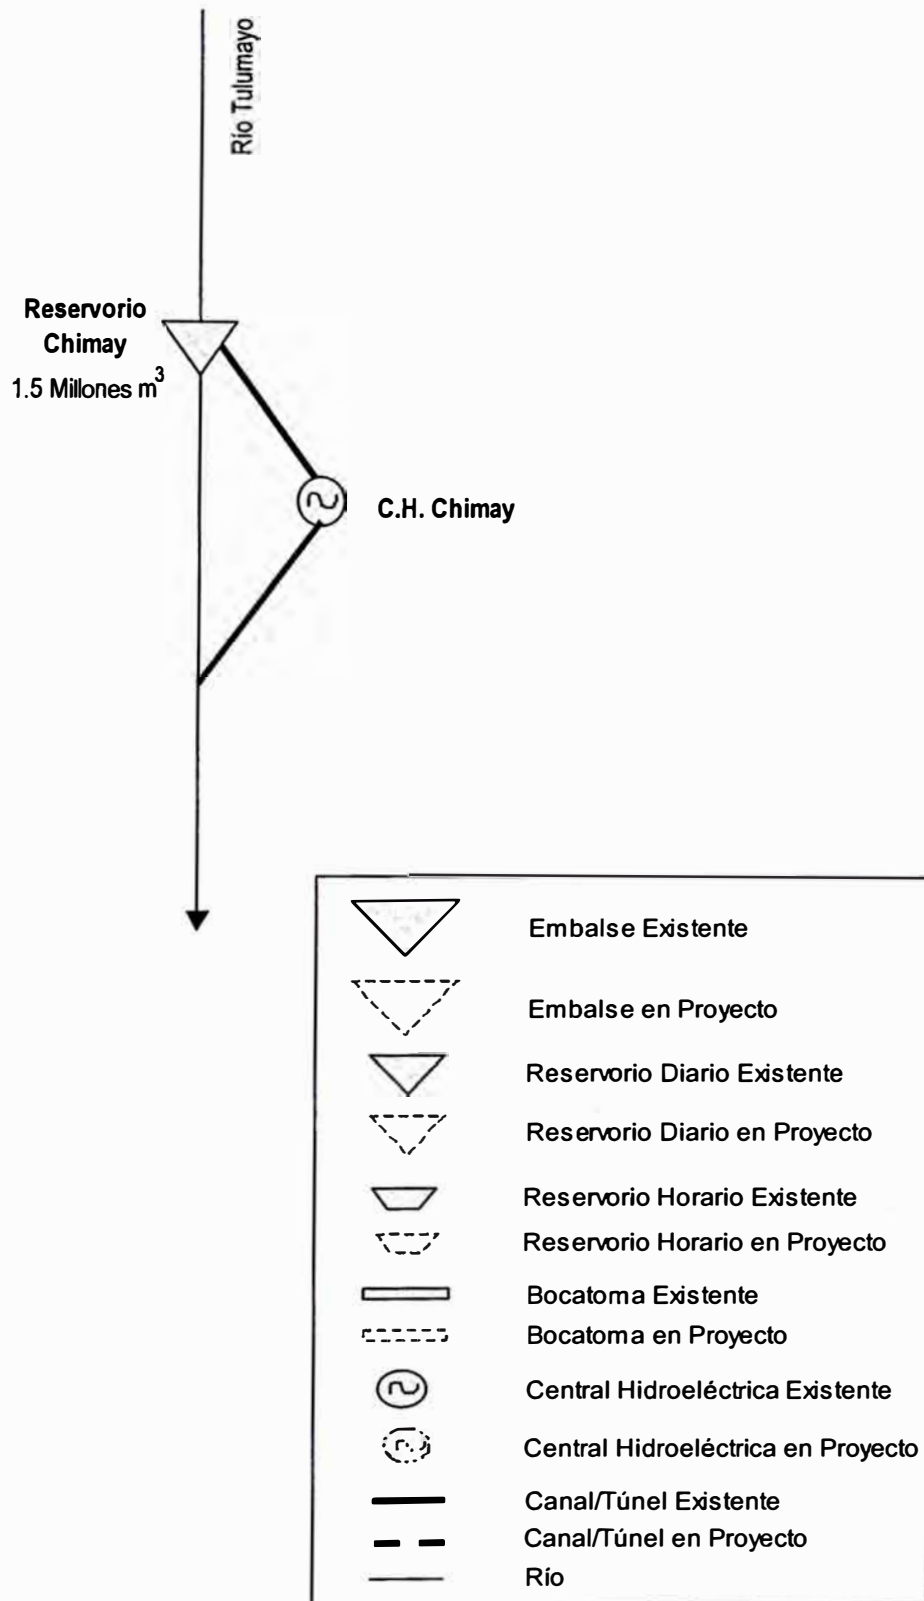 Río Tulumayo
Reservorio
Chimay
1.5 Millones m³
C.H. Chimay
Embalse Existente
Embalse en Proyecto
Reservorio Diario Existente
Reservorio Diario en Proyecto
Reservorio Horario Existente
Reservorio Horario en Proyecto
Bocatoma Existente
Bocatoma en Proyecto
Central Hidroeléctrica Existente
Central Hidroeléctrica en Proyecto
Canal/Túnel Existente
Canal/Túnel en Proyecto
Río